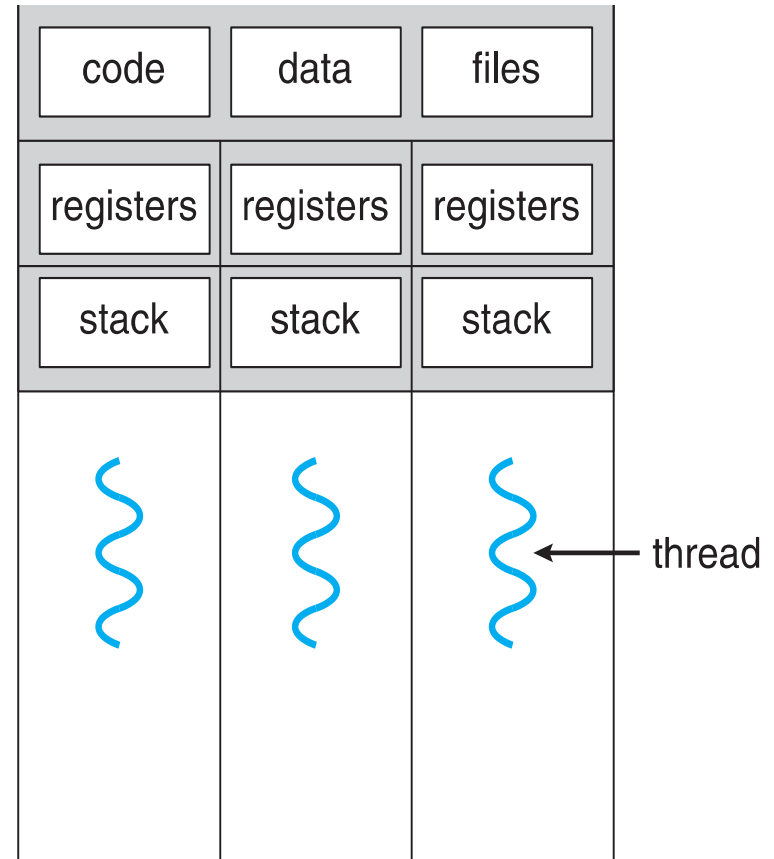 code data files
registers registers registers
stack stack stack
thread